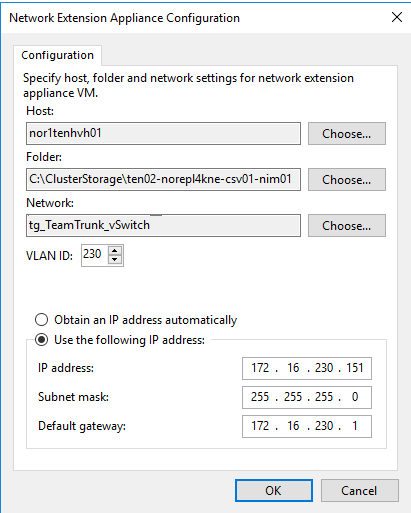 Network Extension Appliance Configuration
Configuration
Specify host, folder and network settings for network extension
appliance VM.
Host:
nor1tenhvh01 Choose...
Folder:
C:\ClusterStorage\ten02-norepl4kne-csv01-nim01 Choose...
Network:
tg_TeamTrunk_vSwitch Choose...
VLAN ID: 230
Obtain an IP address automatically
Use the following IP address:
IP address: 172 . 16 . 230 . 151
Subnet mask: 255 . 255 . 255 . 0
Default gateway: 172 . 16 . 230 . 1
OK Cancel